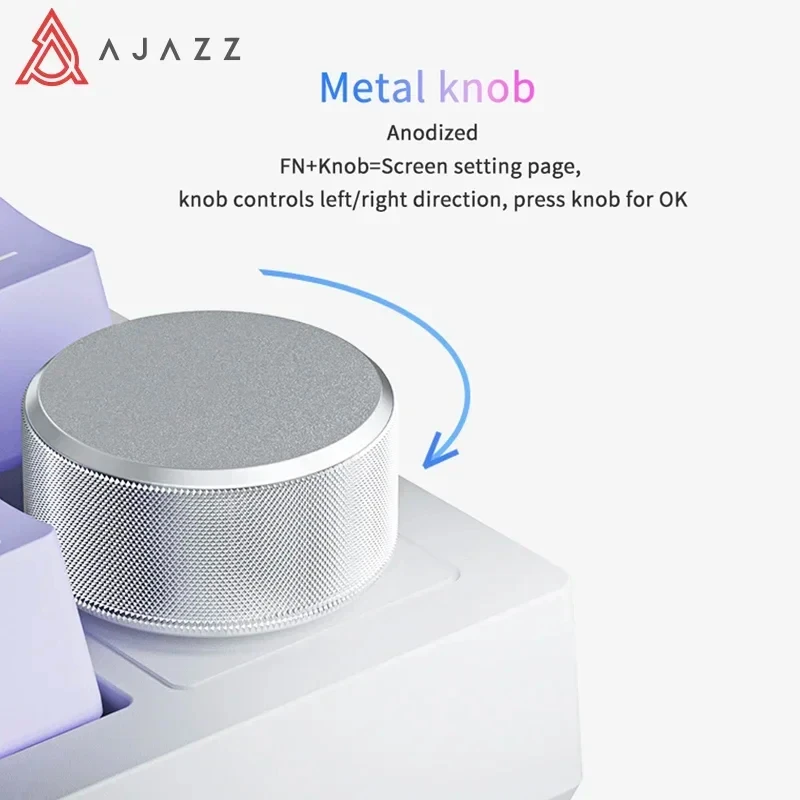 AJAZZ
Metal knob
Anodized
FN+Knob=Screen setting page,
knob controls left/right direction, press knob for OK